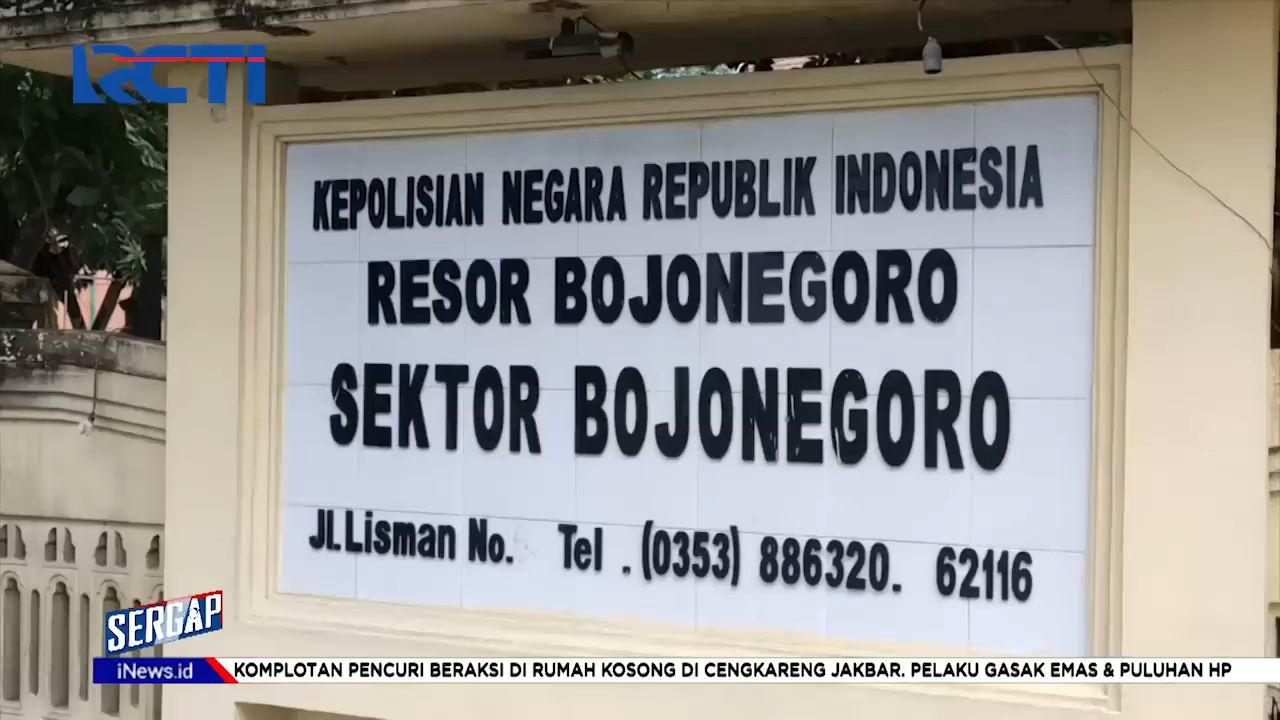 RCTI
KEPOLISIAN NEGARA REPUBLIK INDONESIA
RESOR BOJONEGORO
SEKTOR BOJONEGORO
Jl. Lisman No. Tel . (0353) 886320. 62116
SERGAP
iNews.id KOMPLOTAN PENCURI BERAKSI DI RUMAH KOSONG DI CENGKARENG JAKBAR. PELAKU GASAK EMAS & PULUHAN HP